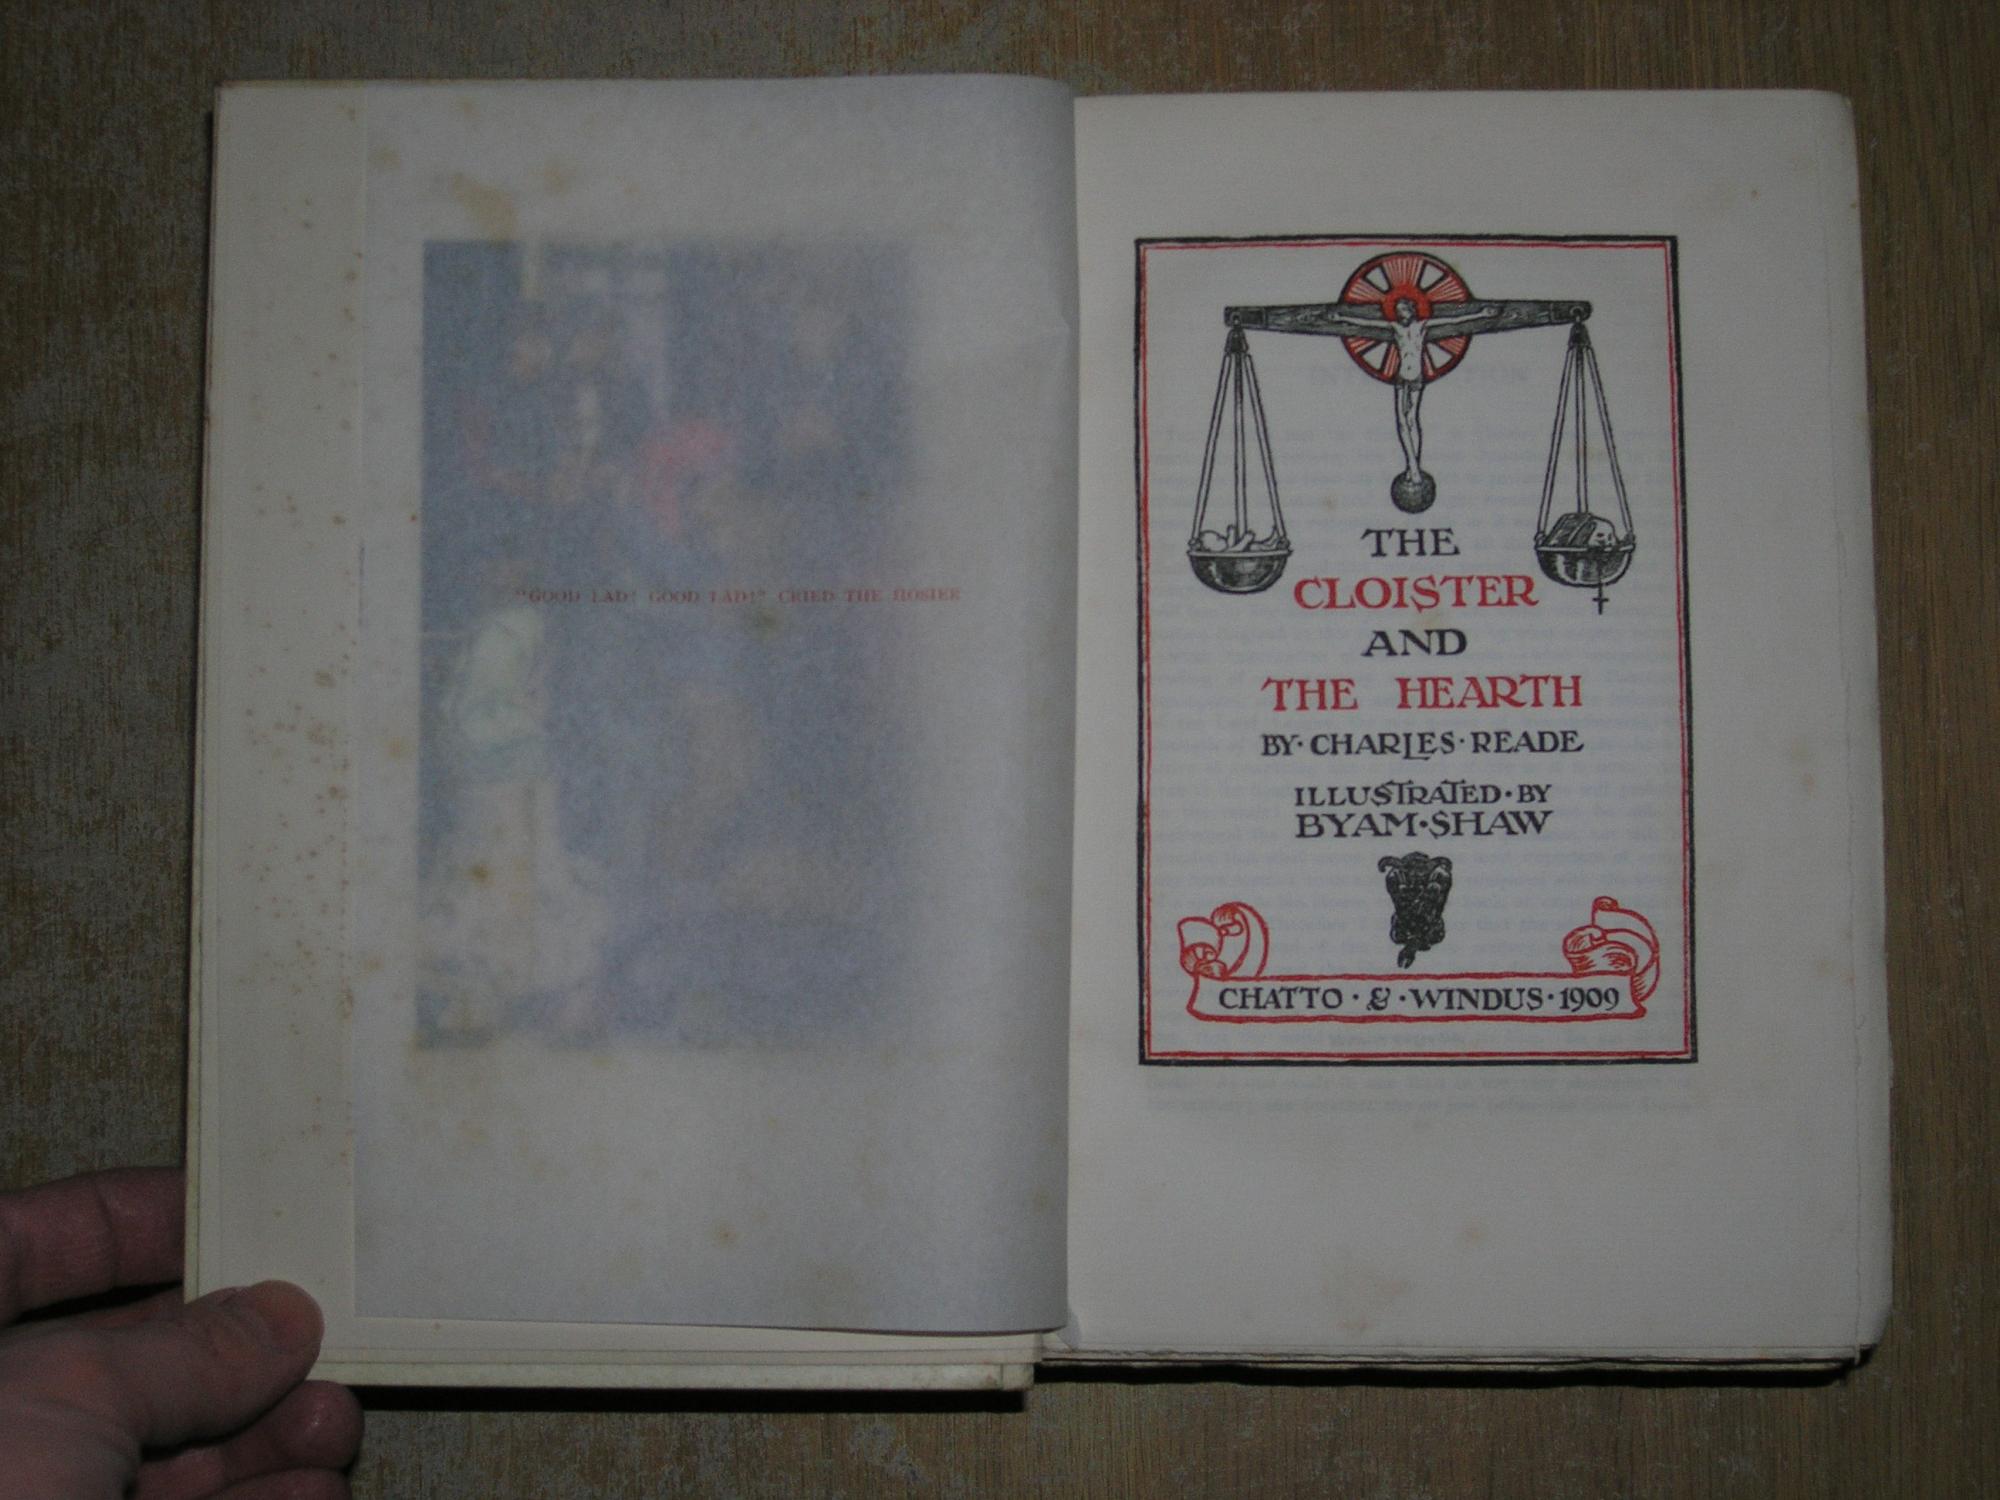 "GOOD LAD! GOOD LAD!" CRIED THE HOSIER
THE
CLOISTER
AND
THE HEARTH
BY · CHARLES · READE
ILLUSTRATED · BY
BYAM · SHAW
CHATTO · & · WINDUS · 1909